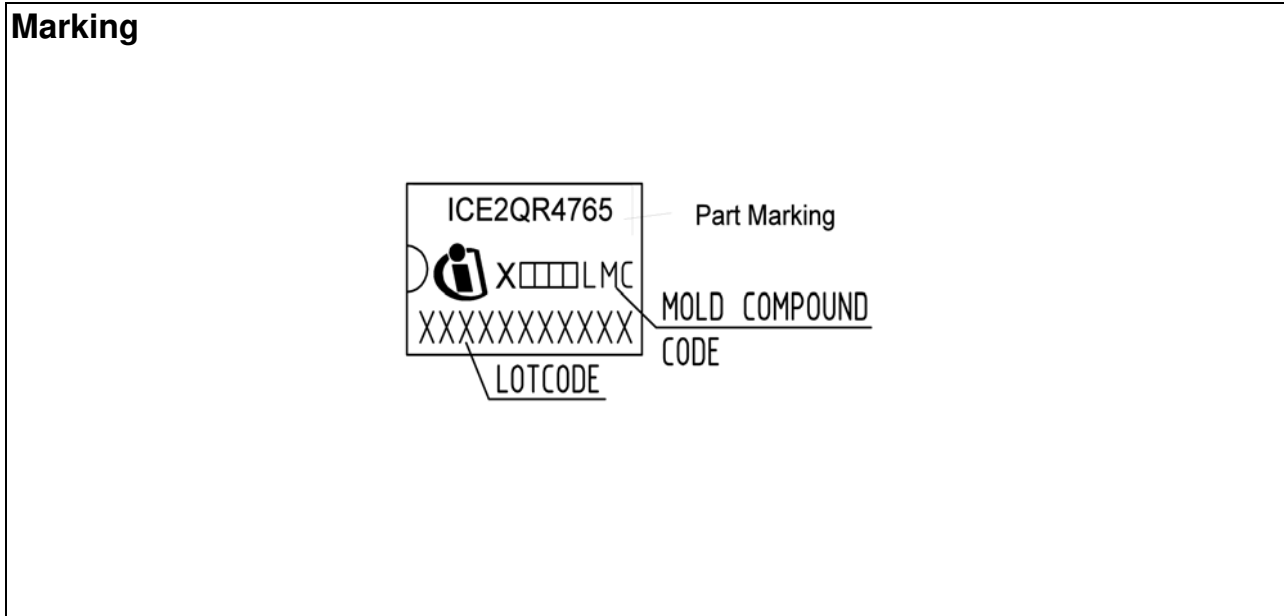 Marking
ICE2QR4765
Part Marking
X□□□□LMC
MOLD COMPOUND
CODE
XXXXXXXXXXX
LOTCODE